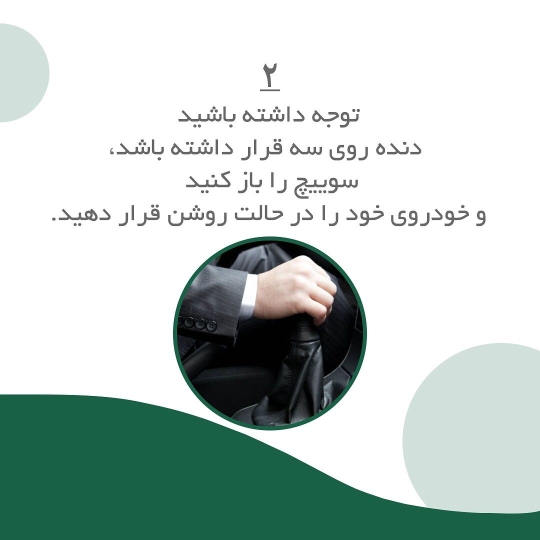 ۲
توجه داشته باشید
دنده روی سه قرار داشته باشد،
سوییچ را باز کنید
و خودروی خود را در حالت روشن قرار دهید.